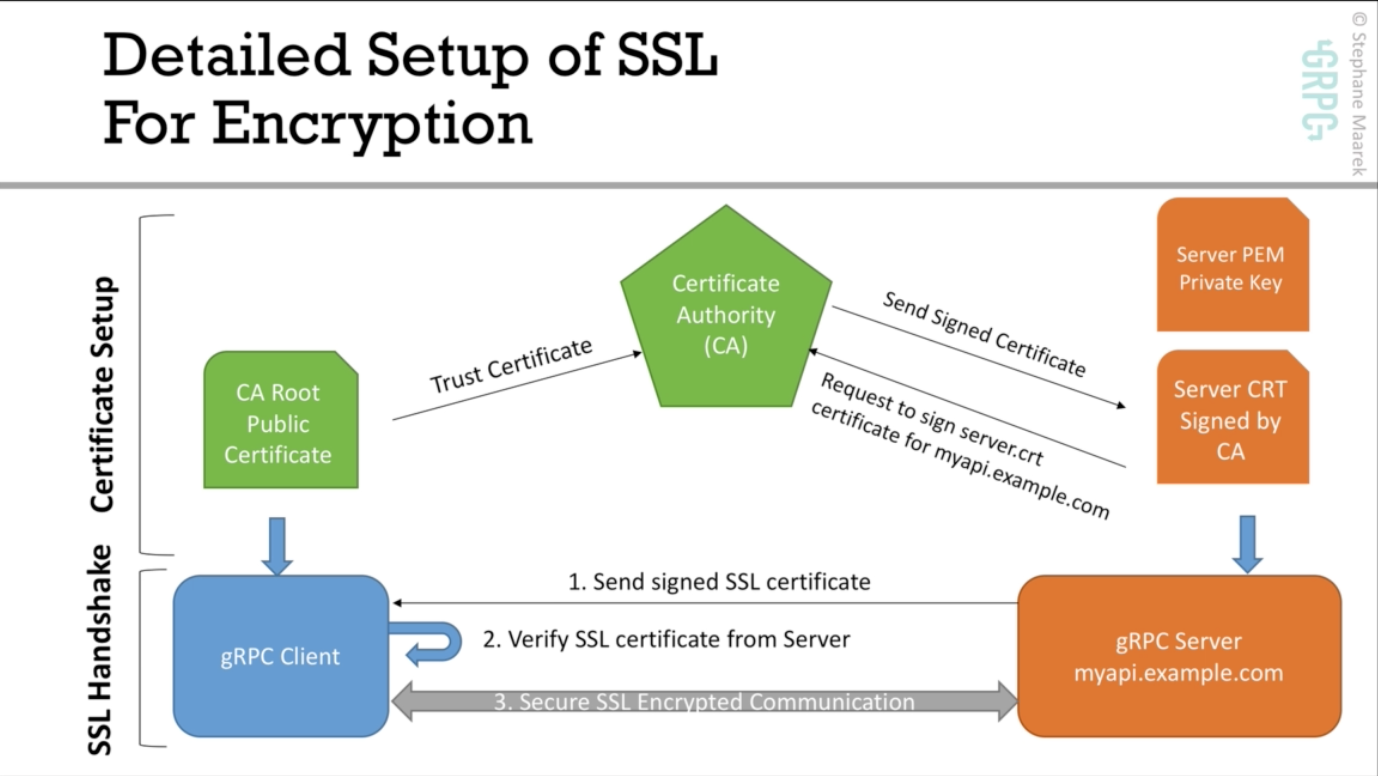 Detailed Setup of SSL
For Encryption
© Stephane Maarek
GRPC
Certificate Setup
CA Root
Public
Certificate
Trust Certificate
Certificate
Authority
(CA)
Send Signed Certificate
Request to sign server.crt
certificate for myapi.example.com
Server PEM
Private Key
Server CRT
Signed by
CA
SSL Handshake
gRPC Client
1. Send signed SSL certificate
2. Verify SSL certificate from Server
3. Secure SSL Encrypted Communication
gRPC Server
myapi.example.com